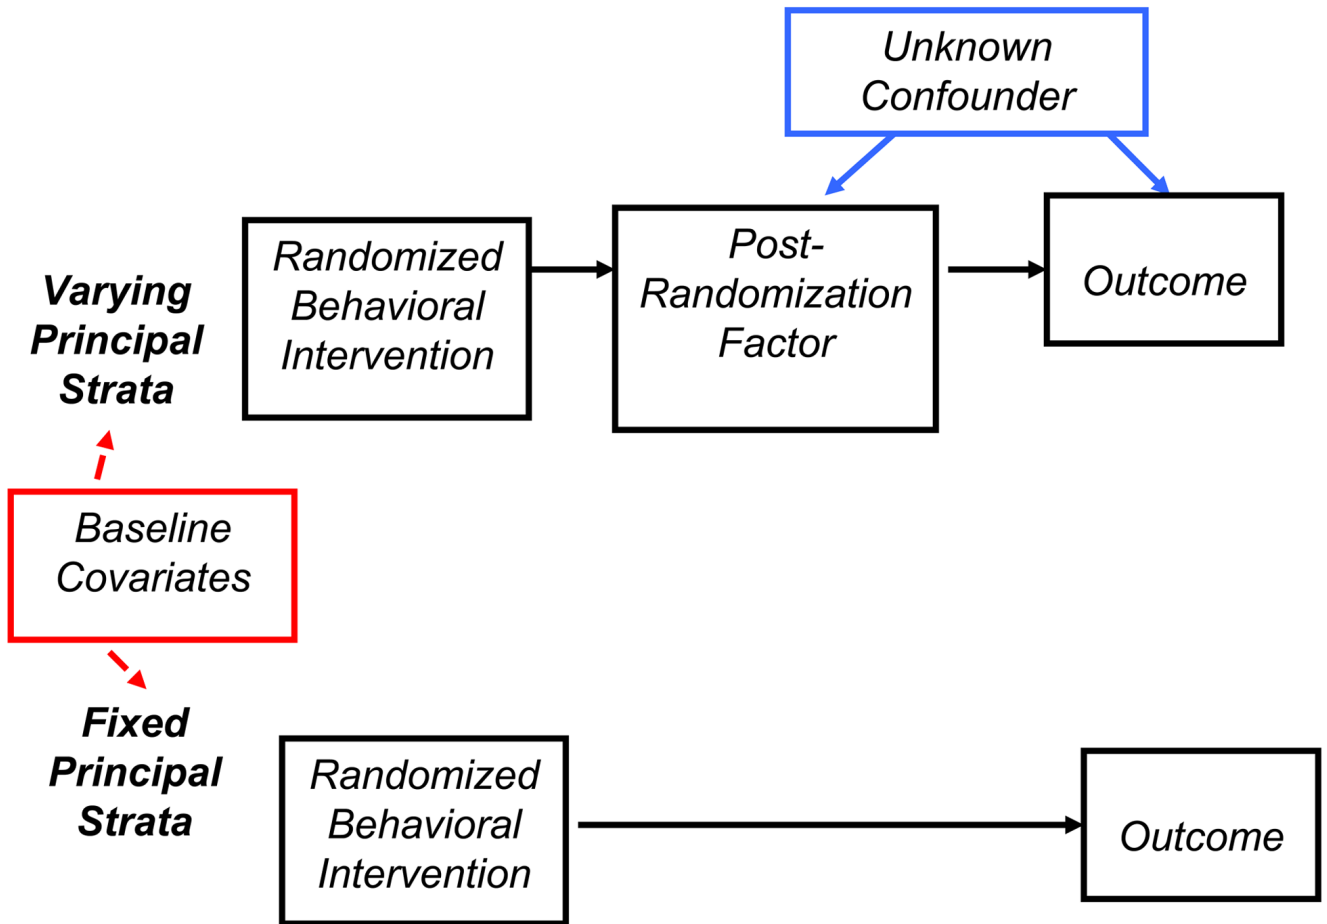 Unknown
Confounder
Varying
Principal
Strata
Randomized
Behavioral
Intervention
Post-
Randomization
Factor
Outcome
Baseline
Covariates
Fixed
Principal
Strata
Randomized
Behavioral
Intervention
Outcome